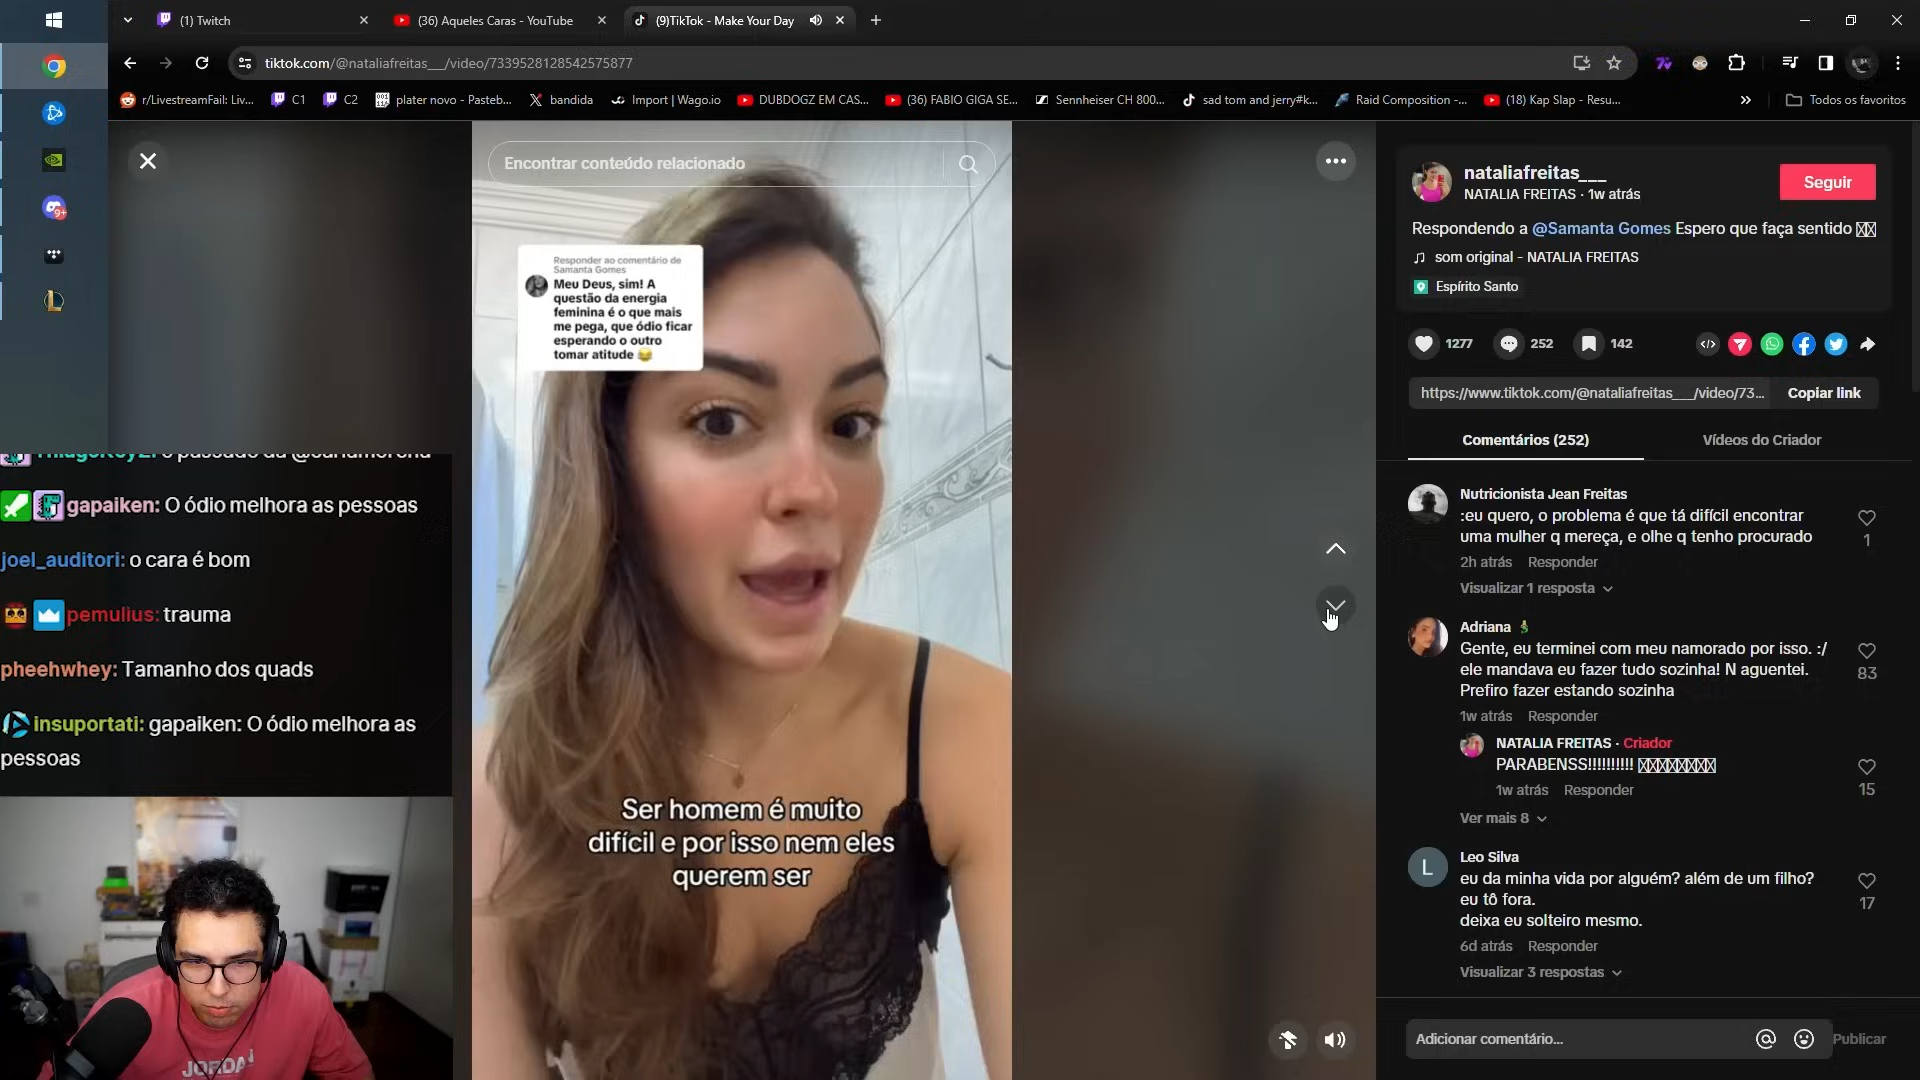 (1) Twitch
(36) Aqueles Caras - YouTube
(9)TikTok - Make Your Day
tiktok.com/@nataliafreitas___/video/7339528128542575877
r/LivestreamFail: Liv...
C1
C2
plater novo - Pasteb...
bandida
Import | Wago.io
DUBDOGZ EM CAS...
(36) FABIO GIGA SE...
Sennheiser CH 800...
sad tom and jerry#k...
Raid Composition -...
(18) Kap Slap - Resu...
Todos os favoritos
Encontrar conteúdo relacionado
Responder ao comentário de
Samanta Gomes
Meu Deus, sim! A
questão da energia
feminina é o que mais
me pega, que ódio ficar
esperando o outro
tomar atitude 😂
Ser homem é muito
difícil e por isso nem eles
querem ser
gapaiken: O ódio melhora as pessoas
joel_auditori: o cara é bom
pemulius: trauma
pheehwhey: Tamanho dos quads
insuportati: gapaiken: O ódio melhora as
pessoas
9+
JORDAN
nataliafreitas___
NATALIA FREITAS · 1w atrás
Seguir
Respondendo a @Samanta Gomes Espero que faça sentido
som original - NATALIA FREITAS
Espírito Santo
1277
252
142
https://www.tiktok.com/@nataliafreitas___/video/73...
Copiar link
Comentários (252)
Vídeos do Criador
Nutricionista Jean Freitas
:eu quero, o problema é que tá difícil encontrar
uma mulher q mereça, e olhe q tenho procurado
1
2h atrás Responder
Visualizar 1 resposta
Adriana
Gente, eu terminei com meu namorado por isso. :/
ele mandava eu fazer tudo sozinha! N aguentei.
Prefiro fazer estando sozinha
83
1w atrás Responder
NATALIA FREITAS · Criador
PARABENSS!!!!!!!!!!
15
1w atrás Responder
Ver mais 8
L
Leo Silva
eu da minha vida por alguém? além de um filho?
eu tô fora.
deixa eu solteiro mesmo.
17
6d atrás Responder
Visualizar 3 respostas
Adicionar comentário...
Publicar